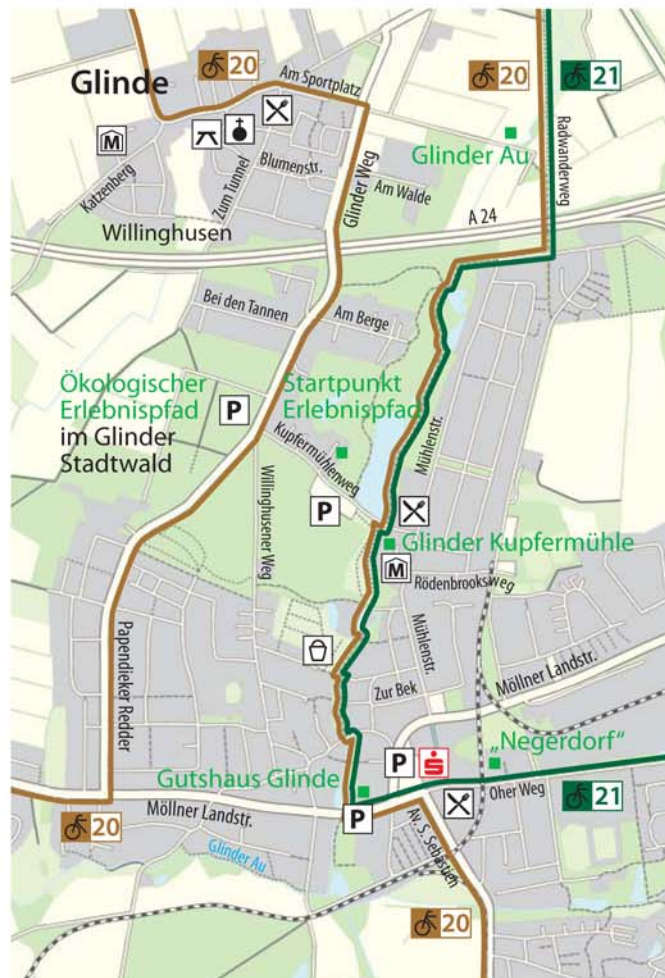 20
20
21
Glinde
Am Sportplatz
Radwanderweg
M
Glinder Au
Katzenberg
Zum Tunnel
Blumenstr.
Glinder Weg
Am Walde
Willinghusen
A 24
Bei den Tannen
Am Berge
Ökologischer
Erlebnispfad
im Glinder
Stadtwald
P
Startpunkt
Erlebnispfad
Mühlenstr.
Kupfermühlenweg
Willinghusener Weg
P
Glinder Kupfermühle
M
Rödenbrooksweg
Papendieker Redder
Mühlenstr.
Möllner Landstr.
Zur Bek
„Negerdorf“
P
S
Gutshaus Glinde
Oher Weg
21
Möllner Landstr.
P
20
Av. S. Sebastien
Glinder Au
20